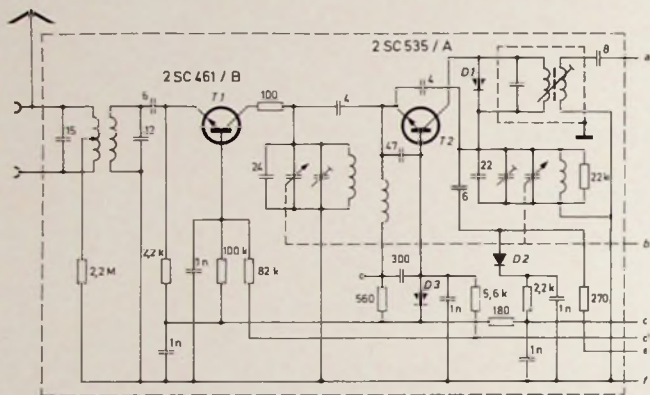 2 SC 461 / B
2 SC 535 / A
T1
T2
D1
D2
D3
15
6
12
100
4
4
8
a
24
47
22
22 k
6
b
2,2 M
2,2 k
1n
100 k
82 k
300
560
1n
5,6 k
2,2 k
1n
270
180
1n
1n
c
c'
e
f